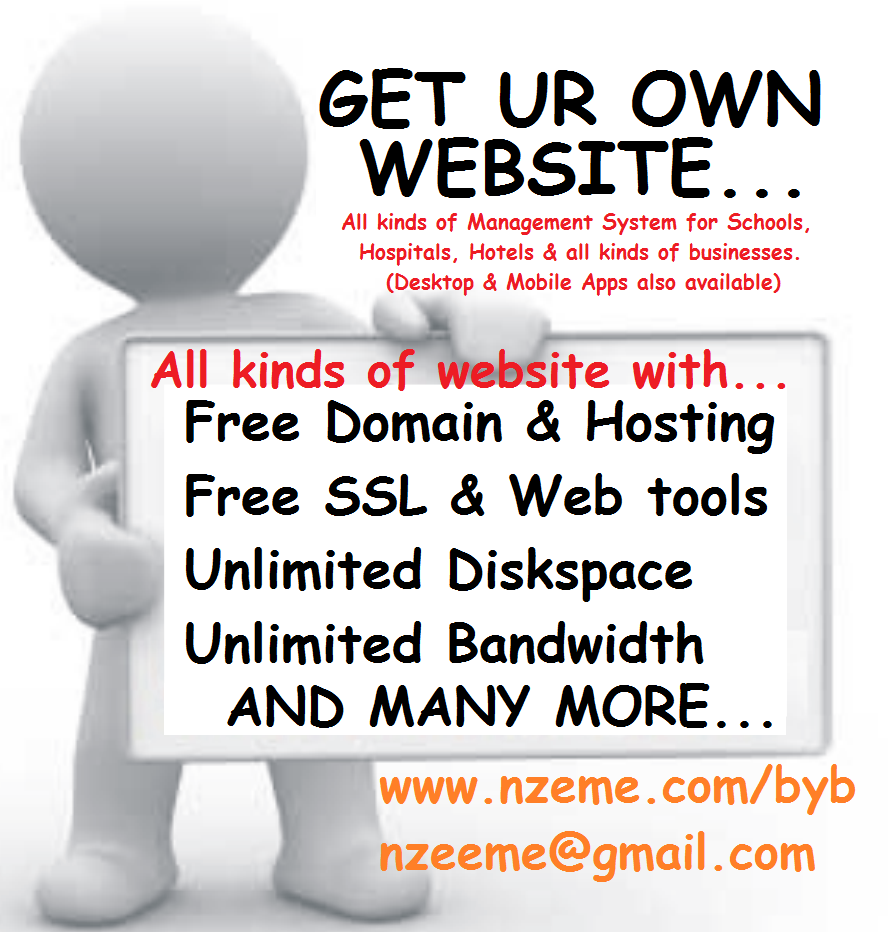 GET UR OWN
WEBSITE...
All kinds of Management System for Schools,
Hospitals, Hotels & all kinds of businesses.
(Desktop & Mobile Apps also available)
All kinds of website with...
Free Domain & Hosting
Free SSL & Web tools
Unlimited Diskspace
Unlimited Bandwidth
AND MANY MORE...
www.nzeme.com/byb
nzeeme@gmail.com